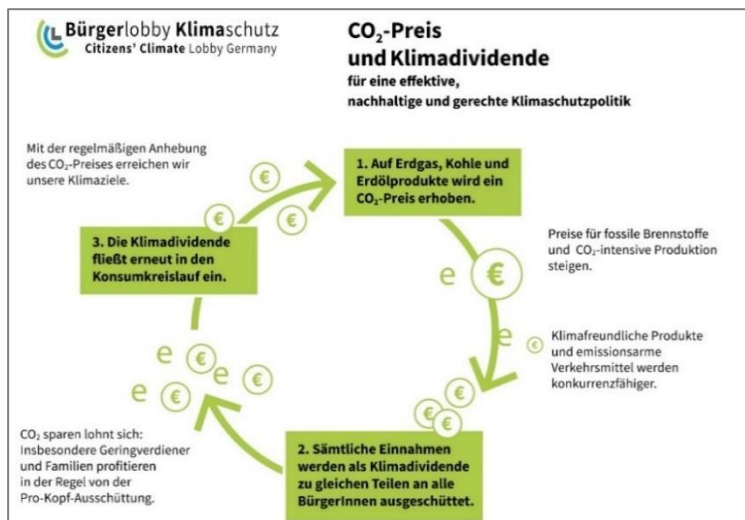 Bürgerlobby Klimaschutz
Citizens' Climate Lobby Germany
CO₂-Preis
und Klimadividende
für eine effektive,
nachhaltige und gerechte Klimaschutzpolitik
Mit der regelmäßigen Anhebung
des CO₂-Preises erreichen wir
unsere Klimaziele.
€
€
€
€
1. Auf Erdgas, Kohle und
Erdölprodukte wird ein
CO₂-Preis erhoben.
Preise für fossile Brennstoffe
und CO₂-intensive Produktion
steigen.
e €
e €
Klimafreundliche Produkte
und emissionsarme
Verkehrsmittel werden
konkurrenzfähiger.
€
€
€
2. Sämtliche Einnahmen
werden als Klimadividende
zu gleichen Teilen an alle
BürgerInnen ausgeschüttet.
CO₂ sparen lohnt sich:
Insbesondere Geringverdiener
und Familien profitieren
in der Regel von der
Pro-Kopf-Ausschüttung.
e € e €
e €
3. Die Klimadividende
fließt erneut in den
Konsumkreislauf ein.